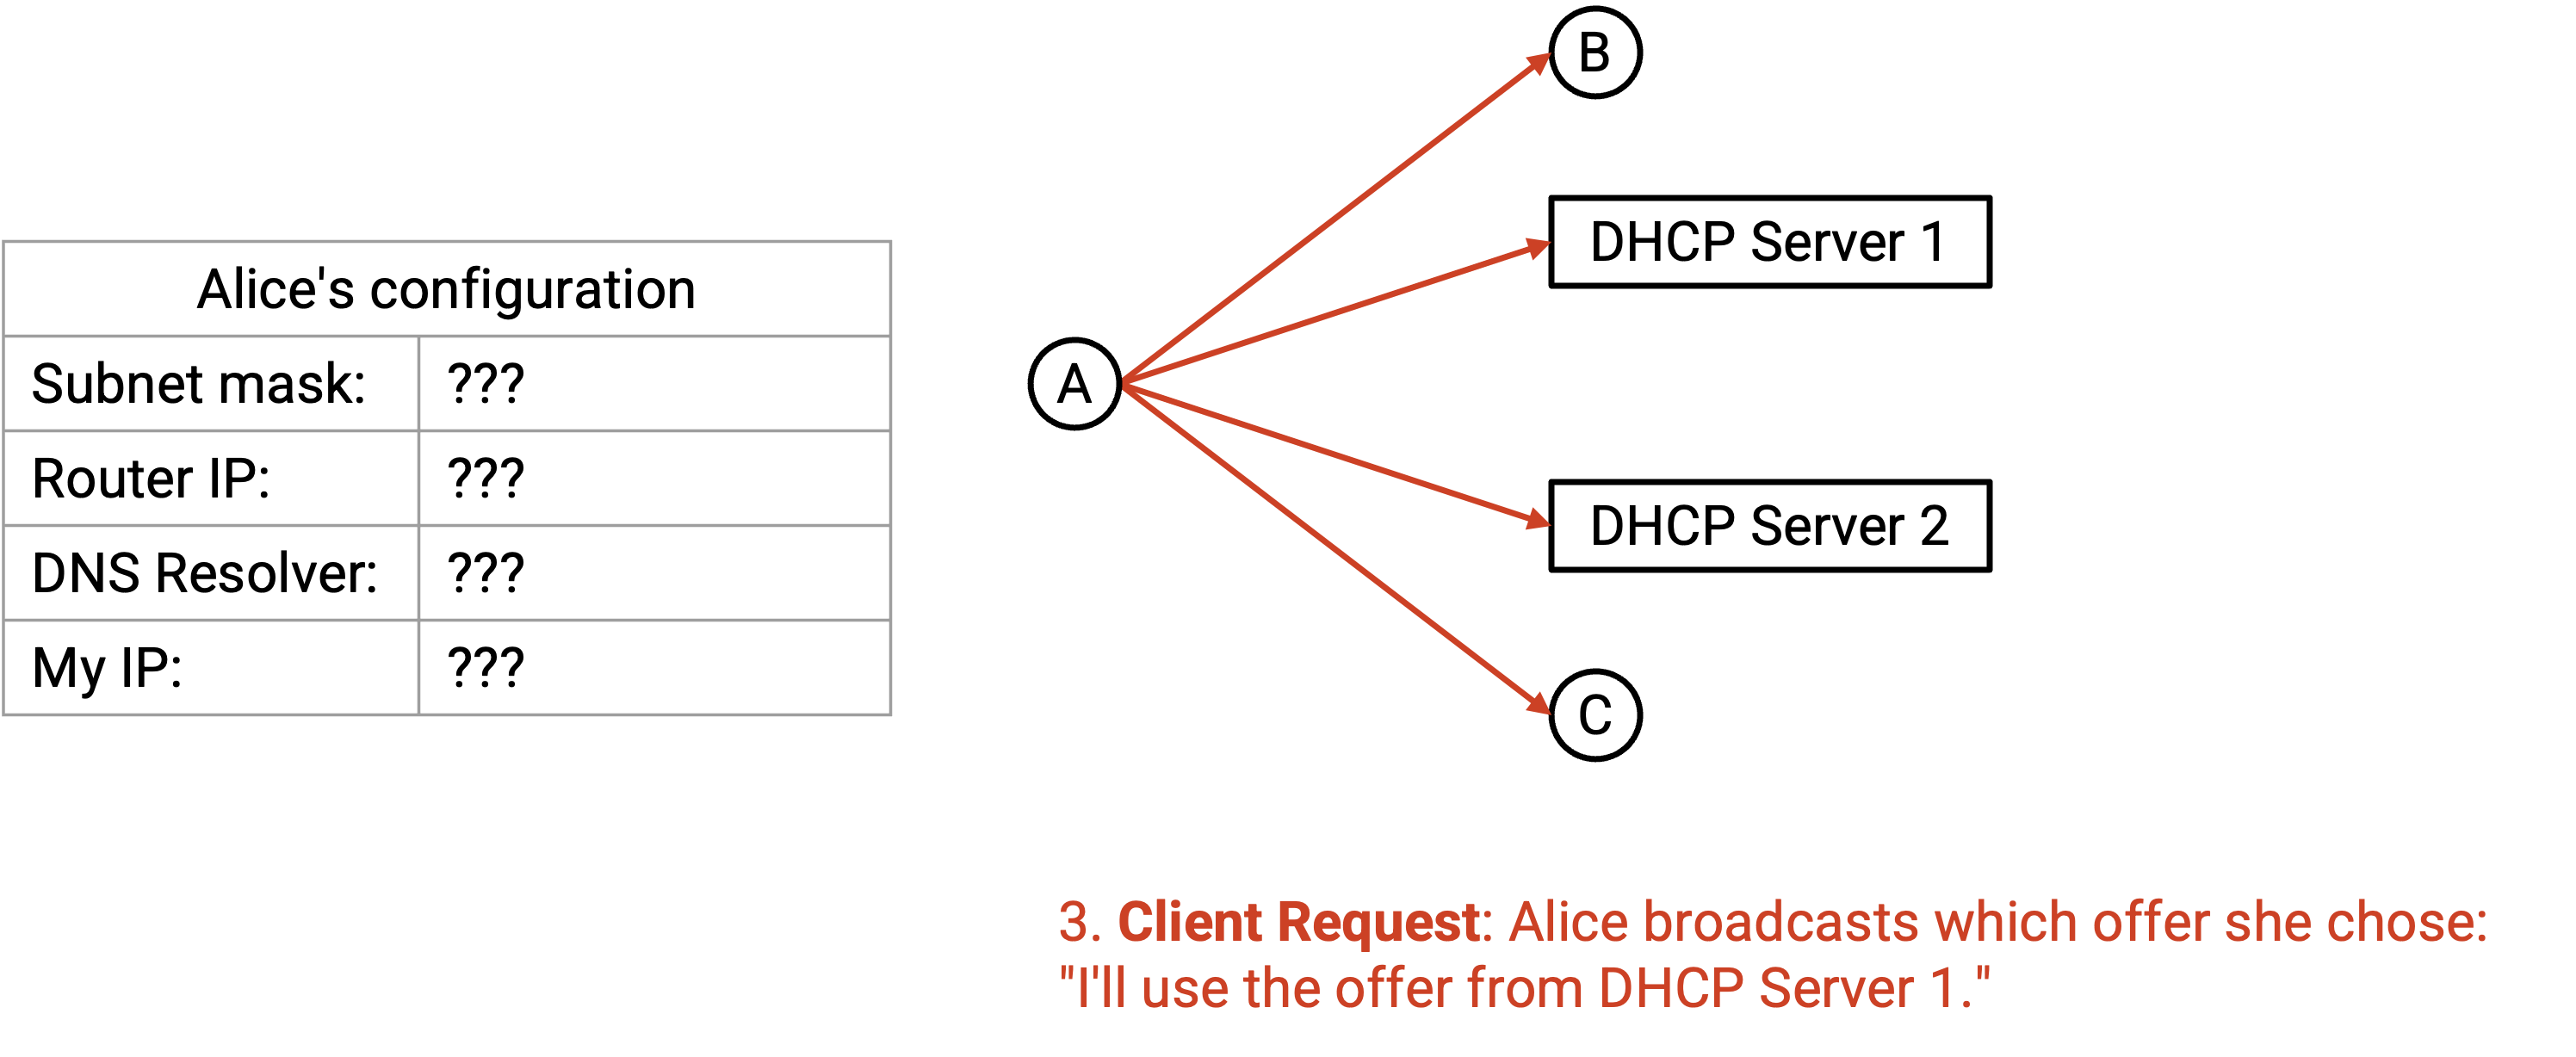 Alice's configuration
Subnet mask: ???
Router IP: ???
DNS Resolver: ???
My IP: ???
B
DHCP Server 1
A
DHCP Server 2
C
3. Client Request: Alice broadcasts which offer she chose:
"I'll use the offer from DHCP Server 1."